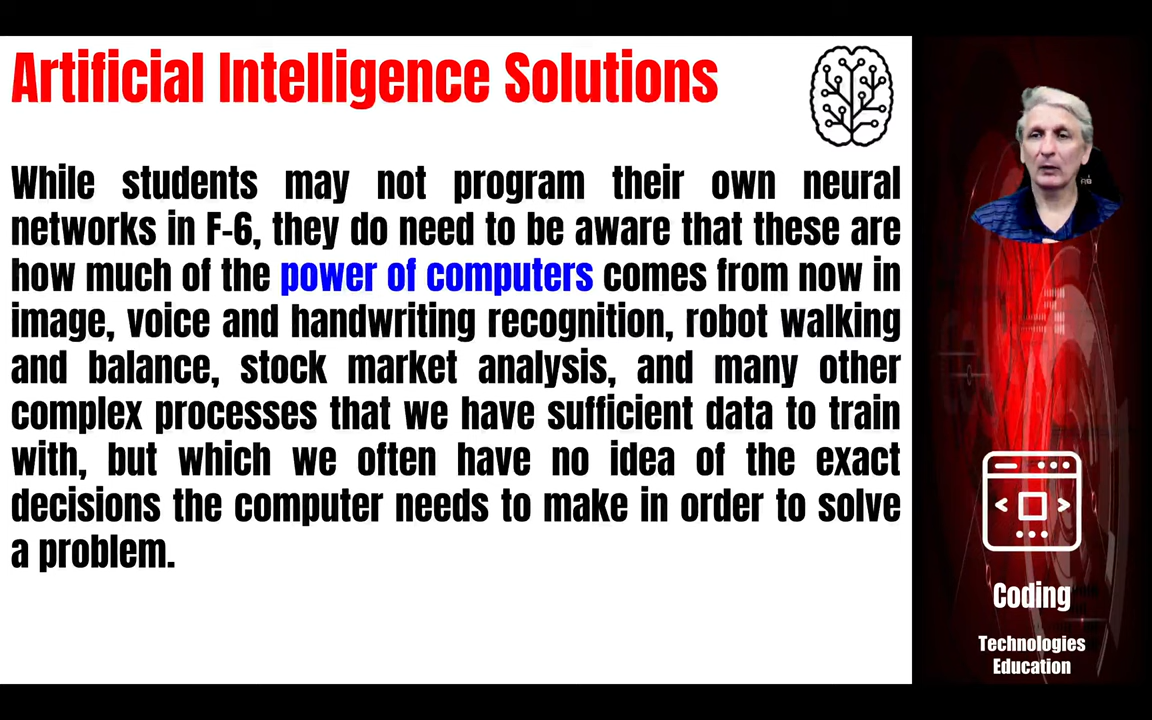 Artificial Intelligence Solutions
While students may not program their own neural
networks in F-6, they do need to be aware that these are
how much of the power of computers comes from now in
image, voice and handwriting recognition, robot walking
and balance, stock market analysis, and many other
complex processes that we have sufficient data to train
with, but which we often have no idea of the exact
decisions the computer needs to make in order to solve
a problem.
Coding
Technologies
Education